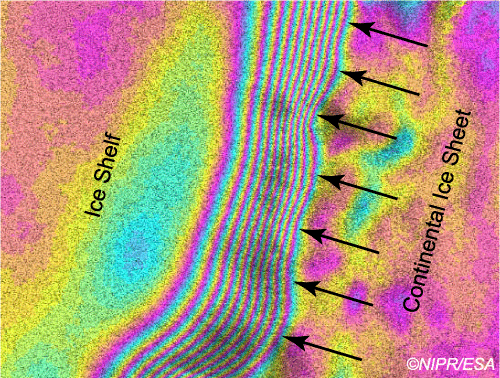 Ice Shelf
Continental Ice Sheet
©NIPR/ESA